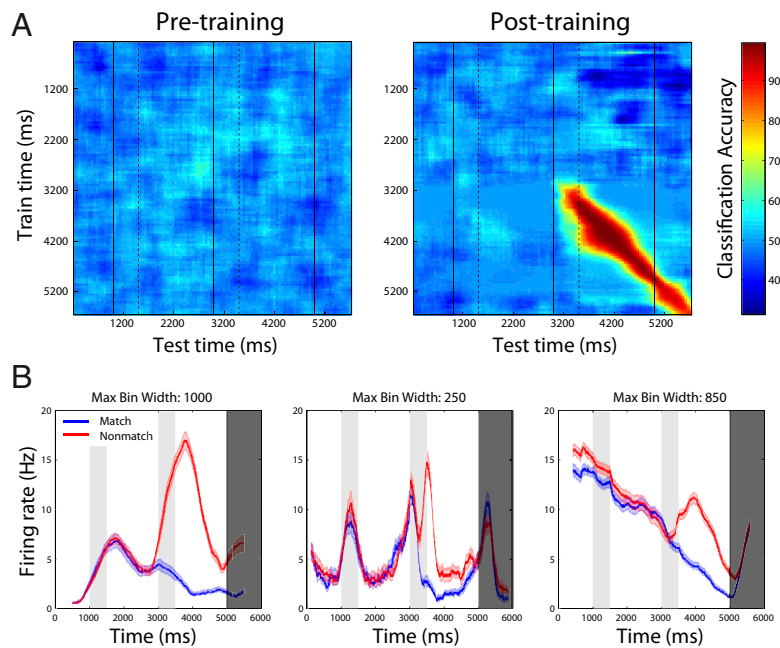 A
Pre-training
Post-training
Train time (ms)
1200
2200
3200
4200
5200
1200 2200 3200 4200 5200
Test time (ms)
1200
2200
3200
4200
5200
1200 2200 3200 4200 5200
Test time (ms)
Classification Accuracy
90
80
70
60
50
40
B
Max Bin Width: 1000
Match
Nonmatch
Firing rate (Hz)
20
15
10
5
0
0 1000 2000 3000 4000 5000 6000
Time (ms)
Max Bin Width: 250
20
15
10
5
0
0 1000 2000 3000 4000 5000 6000
Time (ms)
Max Bin Width: 850
20
15
10
5
0
0 1000 2000 3000 4000 5000 6000
Time (ms)